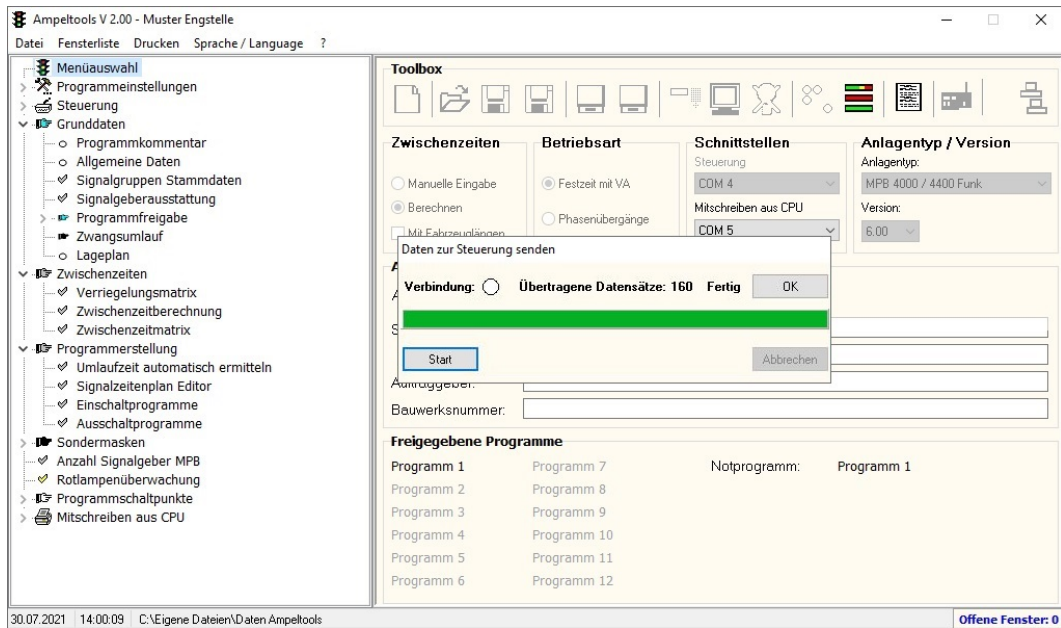 Ampeltools V 2.00 - Muster Engstelle
Datei Fensterliste Drucken Sprache / Language ?
Menüauswahl
Programmeinstellungen
Steuerung
Grunddaten
Programmkommentar
Allgemeine Daten
Signalgruppen Stammdaten
Signalgeberausstattung
Programmfreigabe
Zwangsumlauf
Lageplan
Zwischenzeiten
Verriegelungsmatrix
Zwischenzeitberechnung
Zwischenzeitmatrix
Programmerstellung
Umlaufzeit automatisch ermitteln
Signalzeitenplan Editor
Einschaltprogramme
Ausschaltprogramme
Sondermasken
Anzahl Signalgeber MPB
Rotlampenüberwachung
Programmschaltpunkte
Mitschreiben aus CPU
Toolbox
Zwischenzeiten
Manuelle Eingabe
Berechnen
Mit Fahrzeuglängen
Betriebsart
Festzeit mit VA
Phasenübergänge
Schnittstellen
Steuerung
COM 4
Mitschreiben aus CPU
COM 5
Anlagentyp / Version
Anlagentyp:
MPB 4000 / 4400 Funk
Version:
6.00
Daten zur Steuerung senden
Verbindung: Übertragene Datensätze: 160 Fertig OK
Start Abbrechen
Auftraggeber:
Bauwerksnummer:
Freigegebene Programme
Programm 1 Programm 7 Notprogramm: Programm 1
Programm 2 Programm 8
Programm 3 Programm 9
Programm 4 Programm 10
Programm 5 Programm 11
Programm 6 Programm 12
30.07.2021 14:00:09 C:\Eigene Dateien\Daten Ampeltools Offene Fenster: 0